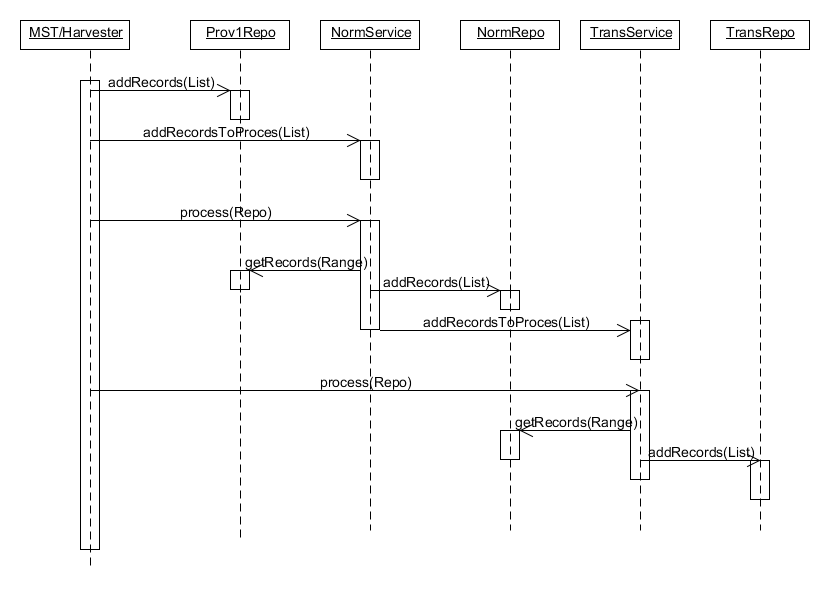 MST/Harvester
Prov1Repo
NormService
NormRepo
TransService
TransRepo
addRecords(List)
addRecordsToProces(List)
process(Repo)
getRecords(Range)
addRecords(List)
addRecordsToProces(List)
process(Repo)
getRecords(Range)
addRecords(List)